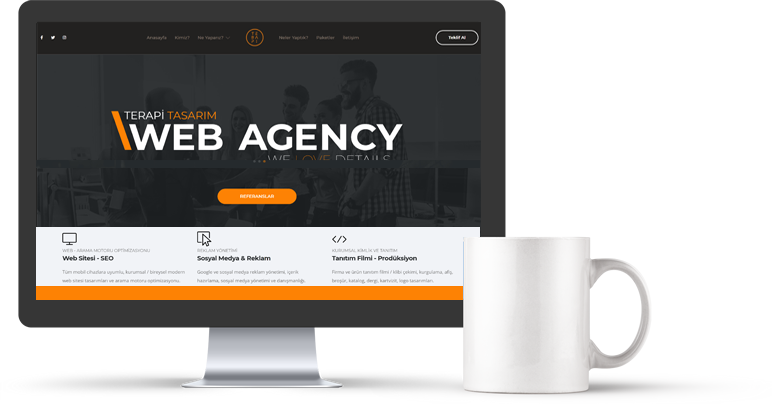 Anasayfa Kimiz? Ne Yaparız? Neler Yaptık? Paketler İletişim Teklif Al
TERAPİ TASARIM
WEB AGENCY
WE LOVE DETAILS
REFERANSLAR
WEB - ARAMA MOTORU OPTİMİZASYONU
Web Sitesi - SEO
Tüm mobil cihazlara uyumlu, kurumsal / bireysel modern
web sitesi tasarımları ve arama motoru optimizasyonu.
REKLAM YÖNETİMİ
Sosyal Medya & Reklam
Google ve sosyal medya reklam yönetimi, içerik
hazırlama, sosyal medya yönetimi ve danışmanlığı.
KURUMSAL KİMLİK VE TANITIM
Tanıtım Filmi - Prodüksiyon
Firma ve ürün tanıtım filmi / klibi çekimi, kurgulama, afiş,
broşür, katalog, dergi, kartvizit, logo tasarımları.